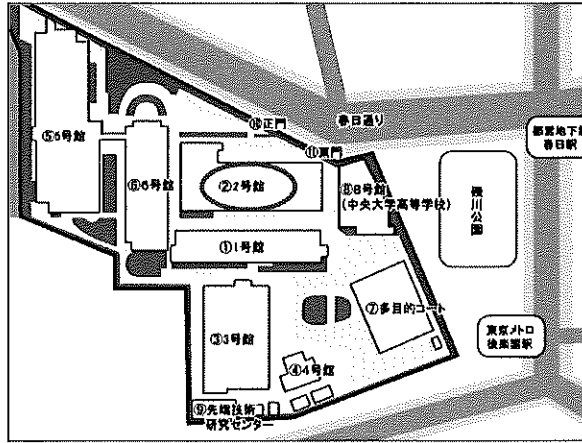 ⑩正門
春日通り
⑪東門
都営地下鉄
春日駅
⑤5号館
⑥6号館
②2号館
⑧8号館
(中央大学高等学校)
礫川公園
①1号館
⑦多目的コート
③3号館
東京メトロ
後楽園駅
④4号館
⑨先端技術
研究センター